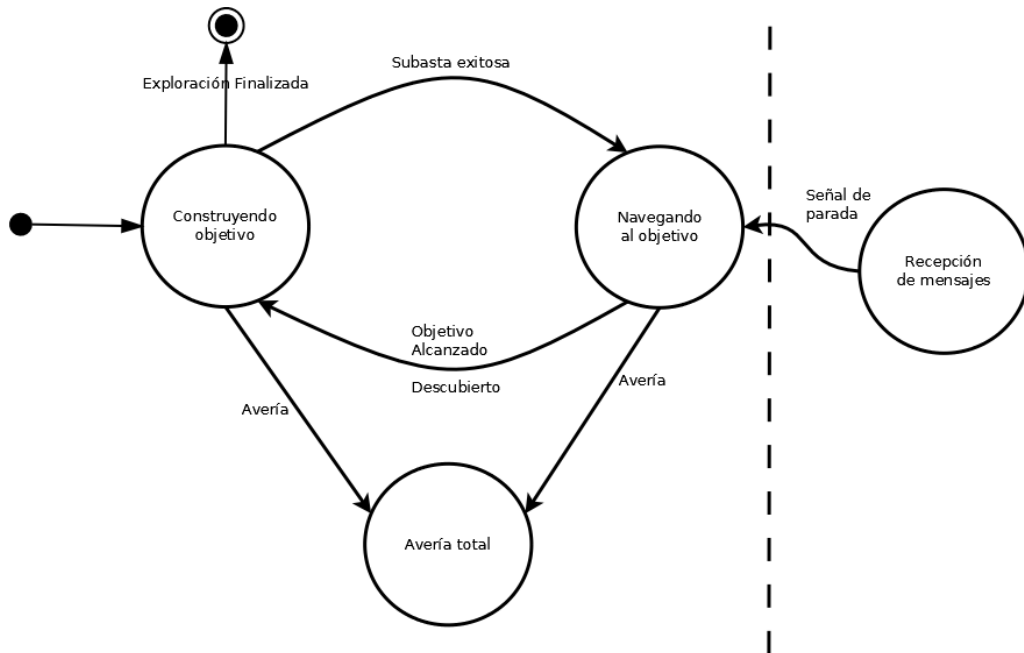 Subasta exitosa
Exploración Finalizada
Construyendo
objetivo
Navegando
al objetivo
Señal de
parada
Recepción
de mensajes
Objetivo
Alcanzado
Descubierto
Avería
Avería
Avería total